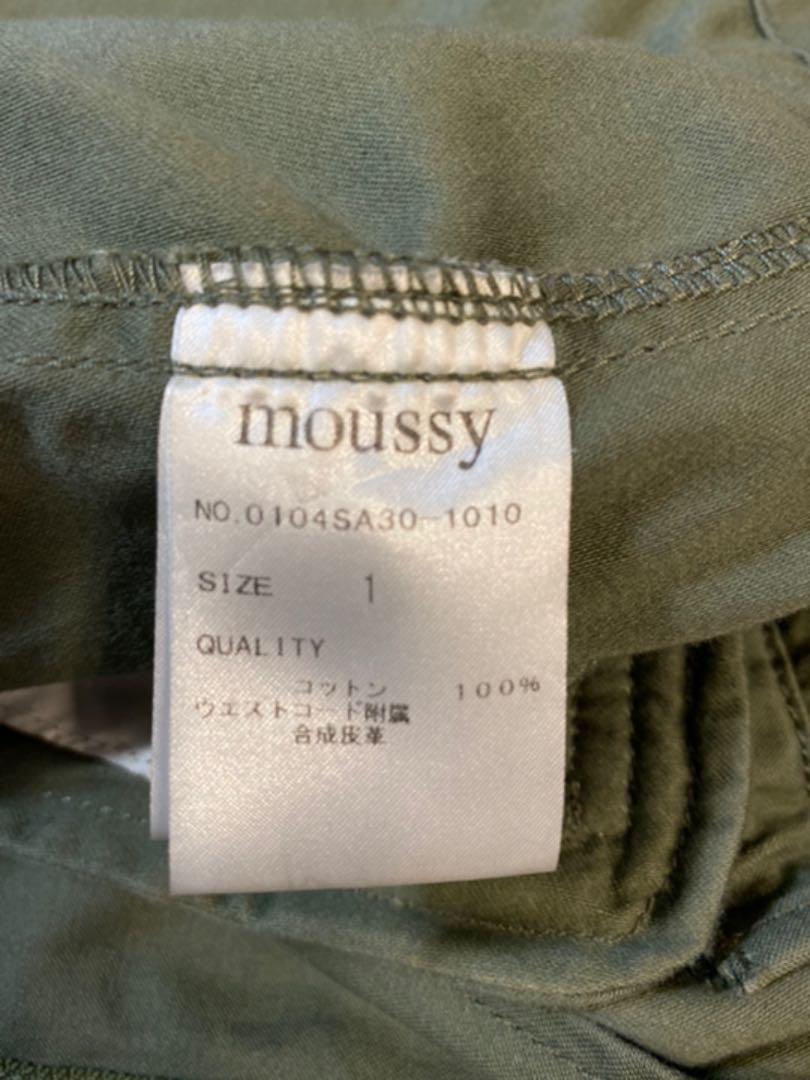 moussy
NO.0104SA30-1010
SIZE 1
QUALITY
コットン 100%
ウエストコード附属
合成皮革